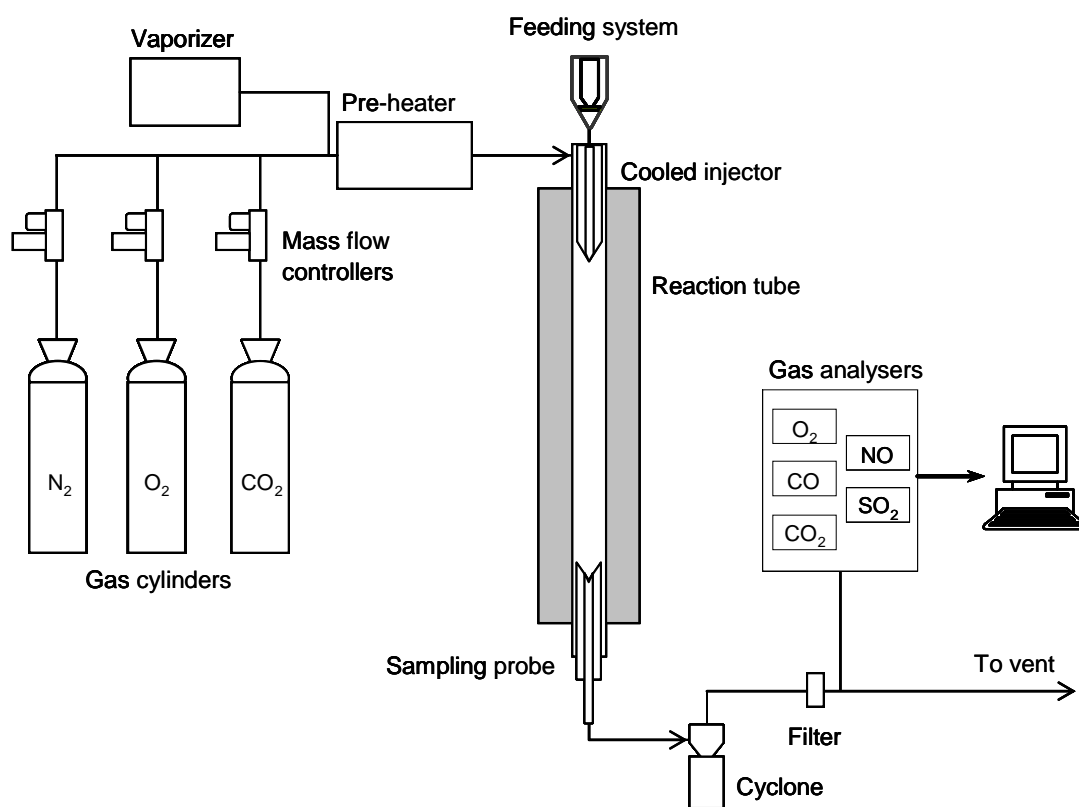 Feeding system
Vaporizer
Pre-heater
Cooled injector
Mass flow
controllers
Reaction tube
N₂
O₂
CO₂
Gas cylinders
Gas analysers
O₂
NO
CO
SO₂
CO₂
Sampling probe
To vent
Filter
Cyclone